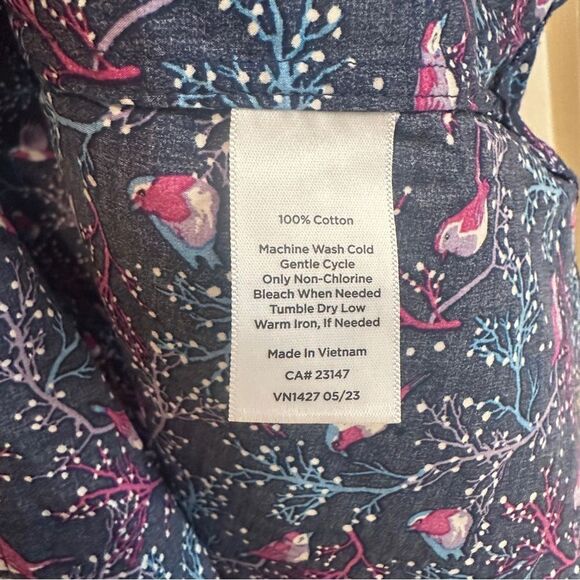 100% Cotton
Machine Wash Cold
Gentle Cycle
Only Non-Chlorine
Bleach When Needed
Tumble Dry Low
Warm Iron, If Needed
Made In Vietnam
CA# 23147
VN1427 05/23